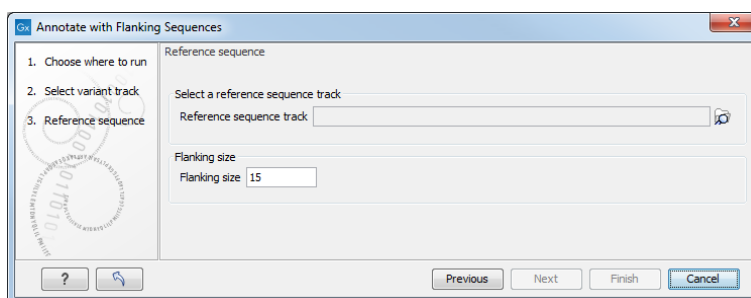 Gx Annotate with Flanking Sequences
1. Choose where to run
2. Select variant track
3. Reference sequence
Reference sequence
Select a reference sequence track
Reference sequence track
Flanking size
Flanking size 15
? Previous Next Finish Cancel